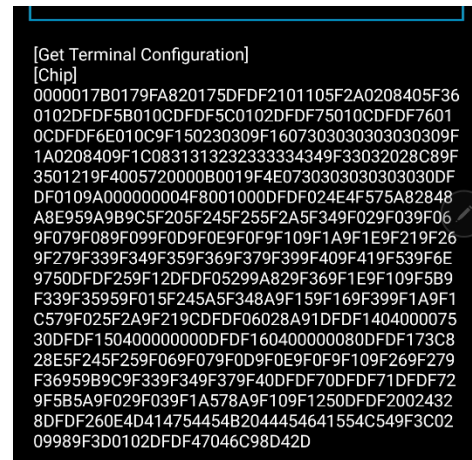 [Get Terminal Configuration]
[Chip]
0000017B0179FA820175DFDF2101105F2A0208405F36
0102DFDF5B010CDFDF5C0102DFDF75010CDFDF7601
0CDFDF6E010C9F150230309F160730303030303030309F
1A0208409F1C0831313232333334349F33032028C89F
3501219F4005720000B0019F4E0730303030303030DF
DF0109A000000004F8001000DFDF024E4F575A82848
A8E959A9B9C5F205F245F255F2A5F349F029F039F06
9F079F089F099F0D9F0E9F0F9F109F1A9F1E9F219F26
9F279F339F349F359F369F379F399F409F419F539F6E
9750DFDF259F12DFDF05299A829F369F1E9F109F5B9
F339F35959F015F245A5F348A9F159F169F399F1A9F1
C579F025F2A9F219CDFDF06028A91DFDF1404000075
30DFDF150400000000DFDF160400000080DFDF173C8
28E5F245F259F069F079F0D9F0E9F0F9F109F269F279
F36959B9C9F339F349F379F40DFDF70DFDF71DFDF72
9F5B5A9F029F039F1A578A9F109F1250DFDF2002432
8DFDF260E4D414754454B2044454641554C549F3C02
09989F3D0102DFDF47046C98D42D